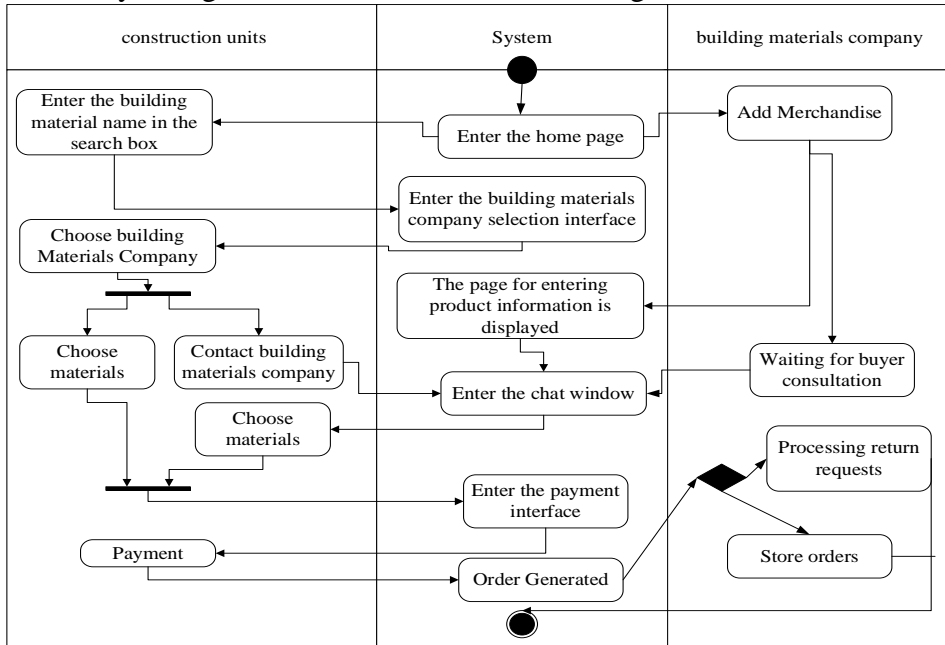 construction units
System
building materials company
Enter the building
material name in the
search box
Enter the home page
Add Merchandise
Enter the building materials
company selection interface
Choose building
Materials Company
The page for entering
product information is
displayed
Choose
materials
Contact building
materials company
Waiting for buyer
consultation
Enter the chat window
Choose
materials
Processing return
requests
Enter the payment
interface
Payment
Order Generated
Store orders